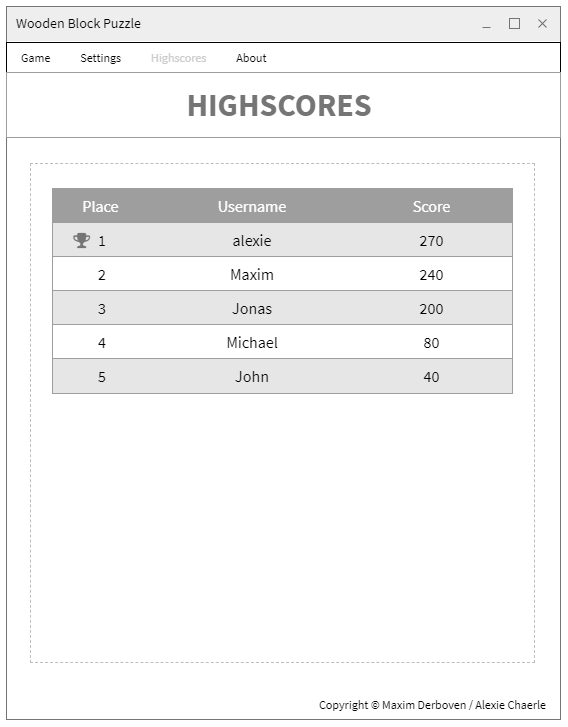 Wooden Block Puzzle
Game Settings Highscores About
HIGHSCORES
Place Username Score
1 alexie 270
2 Maxim 240
3 Jonas 200
4 Michael 80
5 John 40
Copyright © Maxim Derboven / Alexie Chaerle